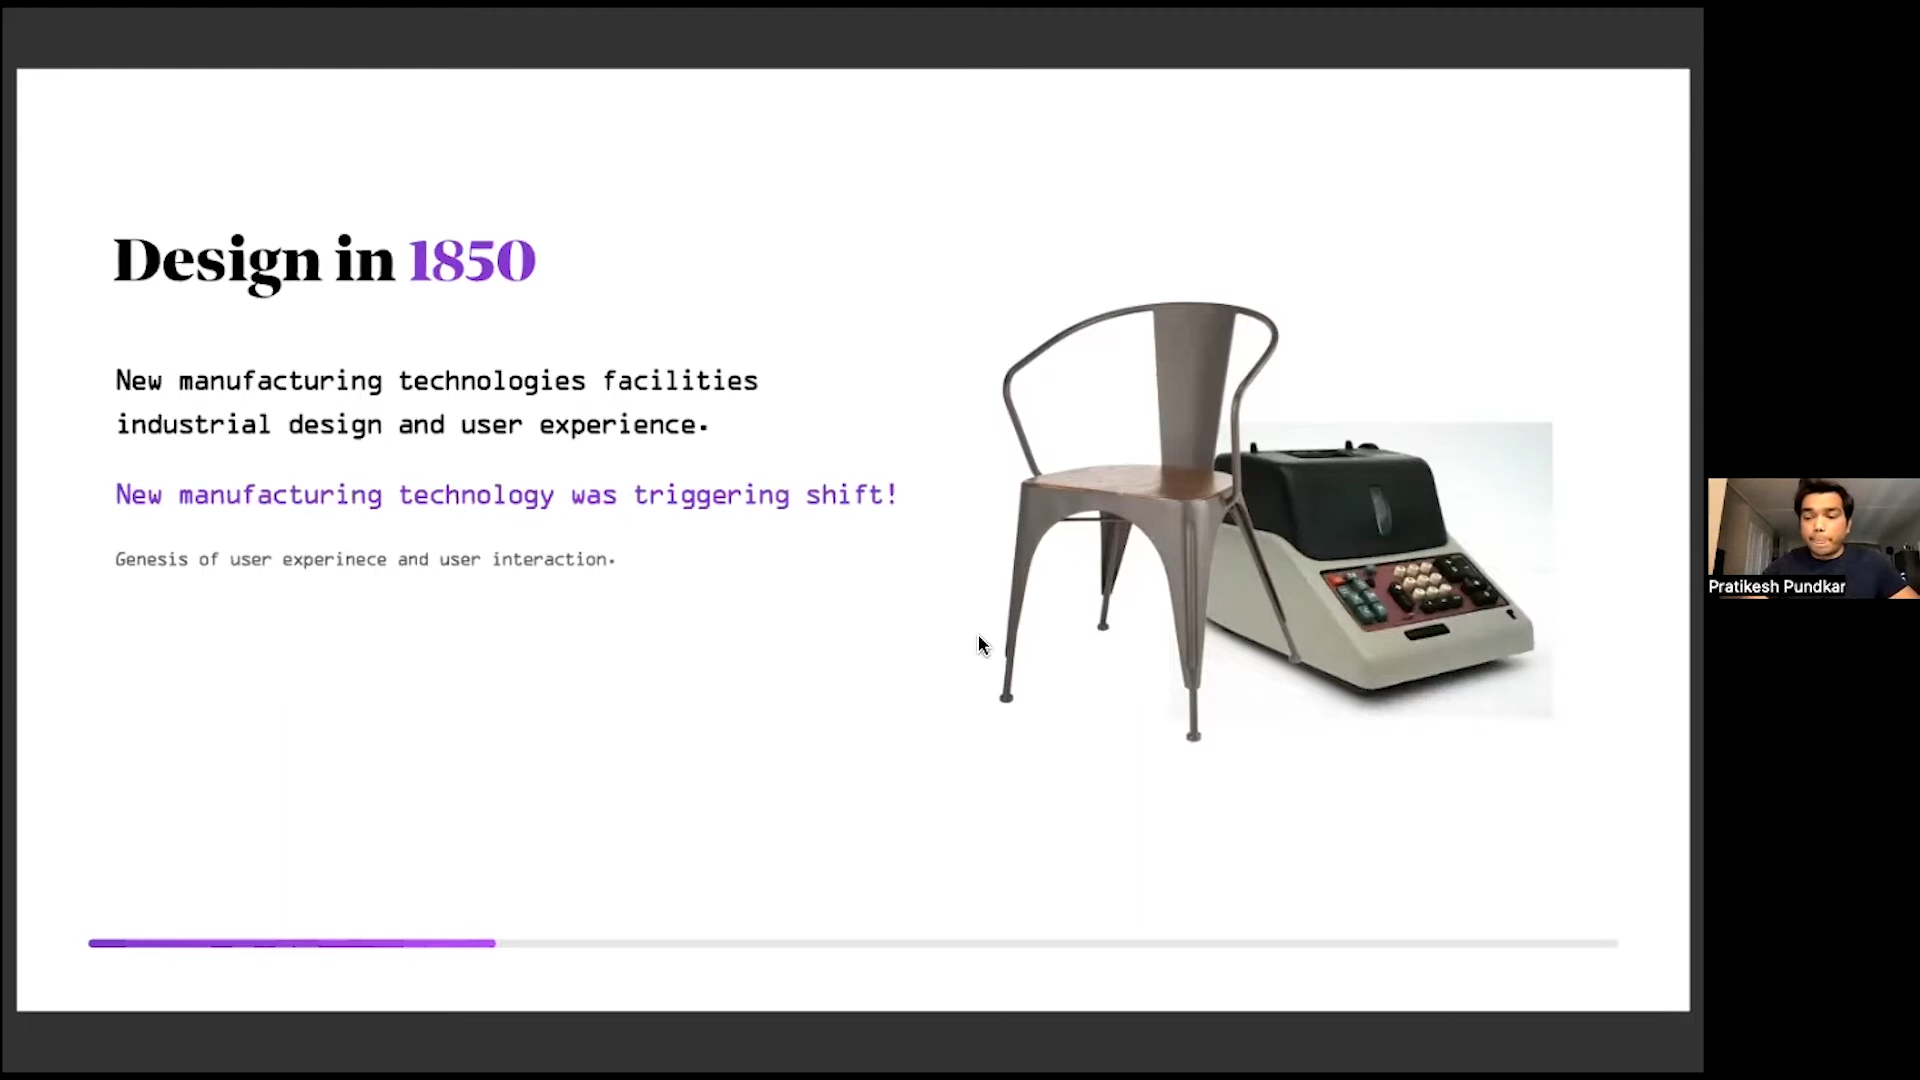 Design in 1850
New manufacturing technologies facilities
industrial design and user experience.
New manufacturing technology was triggering shift!
Genesis of user experinece and user interaction.
Pratikesh Pundkar